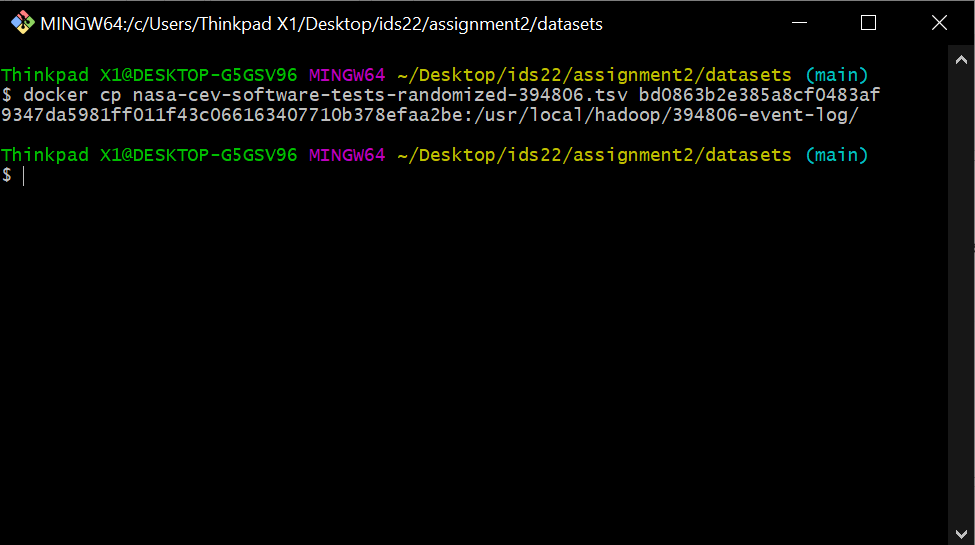 MINGW64:/c/Users/Thinkpad X1/Desktop/ids22/assignment2/datasets
Thinkpad X1@DESKTOP-G5GSV96 MINGW64 ~/Desktop/ids22/assignment2/datasets (main)
$ docker cp nasa-cev-software-tests-randomized-394806.tsv bd0863b2e385a8cf0483af
9347da5981ff011f43c066163407710b378efaa2be:/usr/local/hadoop/394806-event-log/
Thinkpad X1@DESKTOP-G5GSV96 MINGW64 ~/Desktop/ids22/assignment2/datasets (main)
$